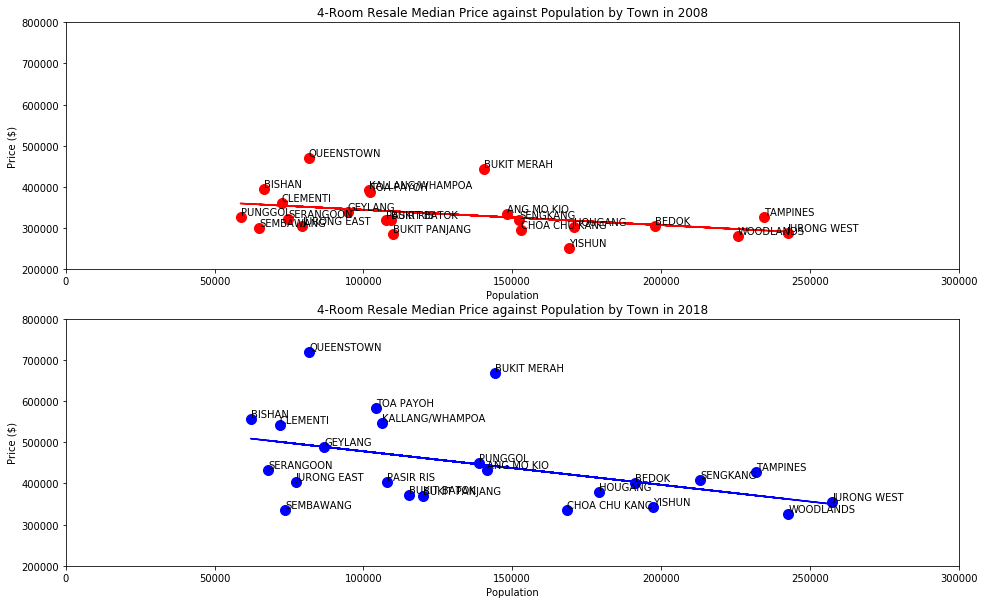 4-Room Resale Median Price against Population by Town in 2008
800000
700000
600000
500000
400000
300000
200000
Price ($)
QUEENSTOWN
BUKIT MERAH
BISHAN
KALLANG/WHAMPOA
TOA PAYOH
CLEMENTI
GEYLANG
ANG MO KIO
PUNGGOL
SERANGOON
PASIR RIS
BUKIT BATOK
SENGKANG
TAMPINES
SEMBAWANG
JURONG EAST
CHOA CHU KANG
HOUGANG
BEDOK
BUKIT PANJANG
WOODLANDS
JURONG WEST
YISHUN
0
50000
100000
150000
200000
250000
300000
Population
4-Room Resale Median Price against Population by Town in 2018
800000
700000
600000
500000
400000
300000
200000
Price ($)
QUEENSTOWN
BUKIT MERAH
TOA PAYOH
BISHAN
KALLANG/WHAMPOA
CLEMENTI
GEYLANG
PUNGGOL
ANG MO KIO
SERANGOON
TAMPINES
JURONG EAST
PASIR RIS
SENGKANG
BEDOK
HOUGANG
BUKIT BATOK
BUKIT PANJANG
JURONG WEST
SEMBAWANG
CHOA CHU KANG
YISHUN
WOODLANDS
0
50000
100000
150000
200000
250000
300000
Population